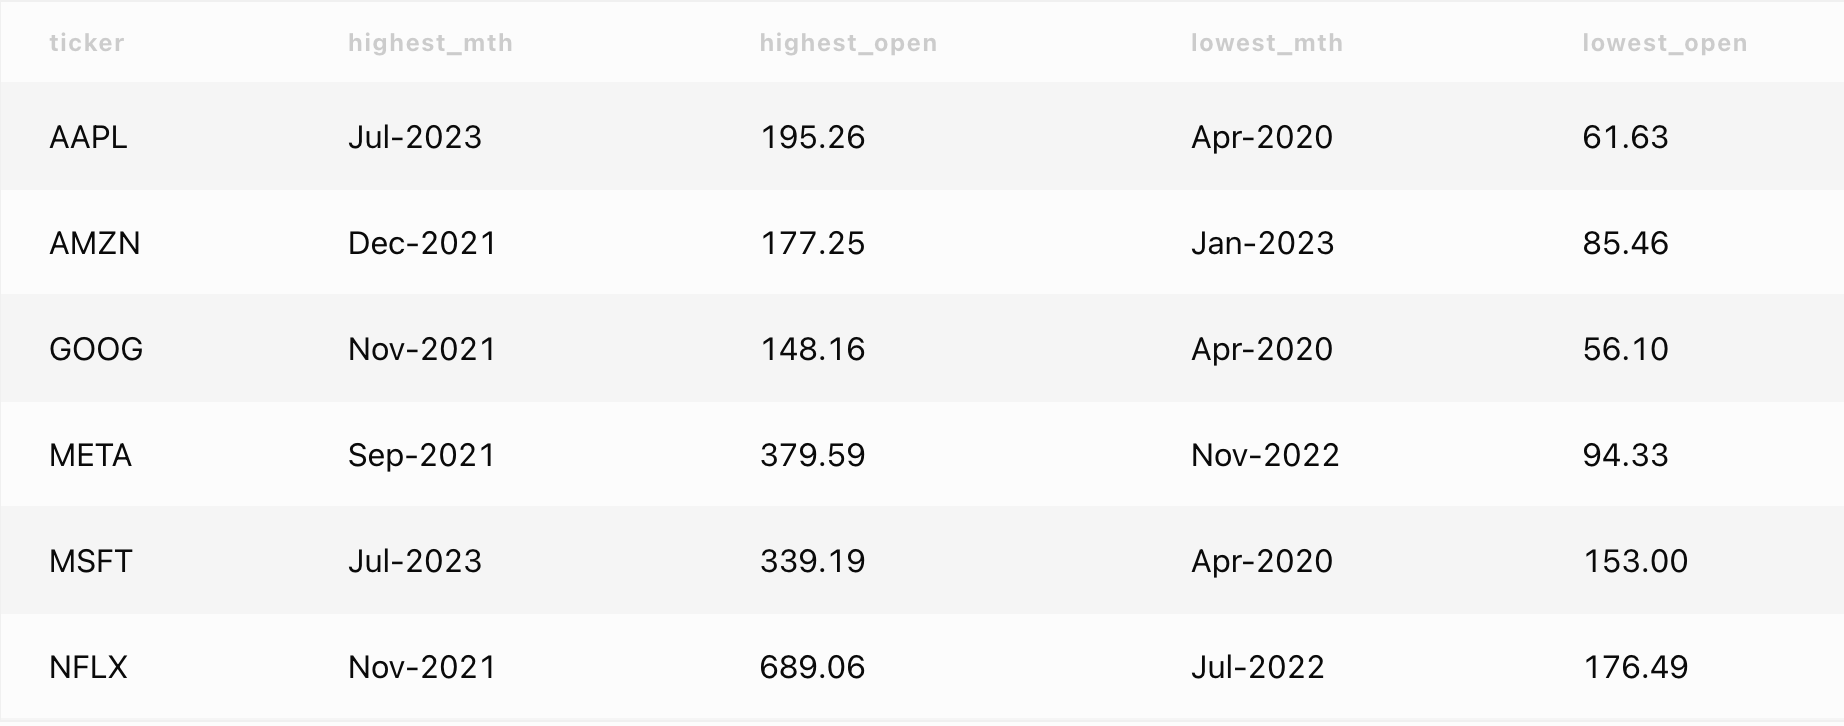 ticker highest_mth highest_open lowest_mth lowest_open
AAPL Jul-2023 195.26 Apr-2020 61.63
AMZN Dec-2021 177.25 Jan-2023 85.46
GOOG Nov-2021 148.16 Apr-2020 56.10
META Sep-2021 379.59 Nov-2022 94.33
MSFT Jul-2023 339.19 Apr-2020 153.00
NFLX Nov-2021 689.06 Jul-2022 176.49